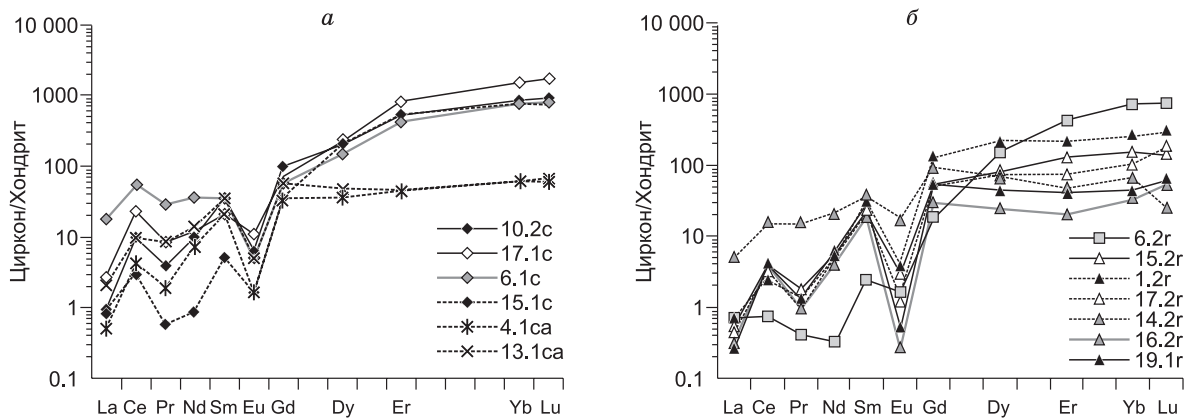 а
Циркон/Хондрит
10 000
1000
100
10
1
0.1
La Ce Pr Nd Sm Eu Gd Dy Er Yb Lu
10.2c
17.1c
6.1c
15.1c
4.1ca
13.1ca
б
Циркон/Хондрит
10 000
1000
100
10
1
0.1
La Ce Pr Nd Sm Eu Gd Dy Er Yb Lu
6.2r
15.2r
1.2r
17.2r
14.2r
16.2r
19.1r